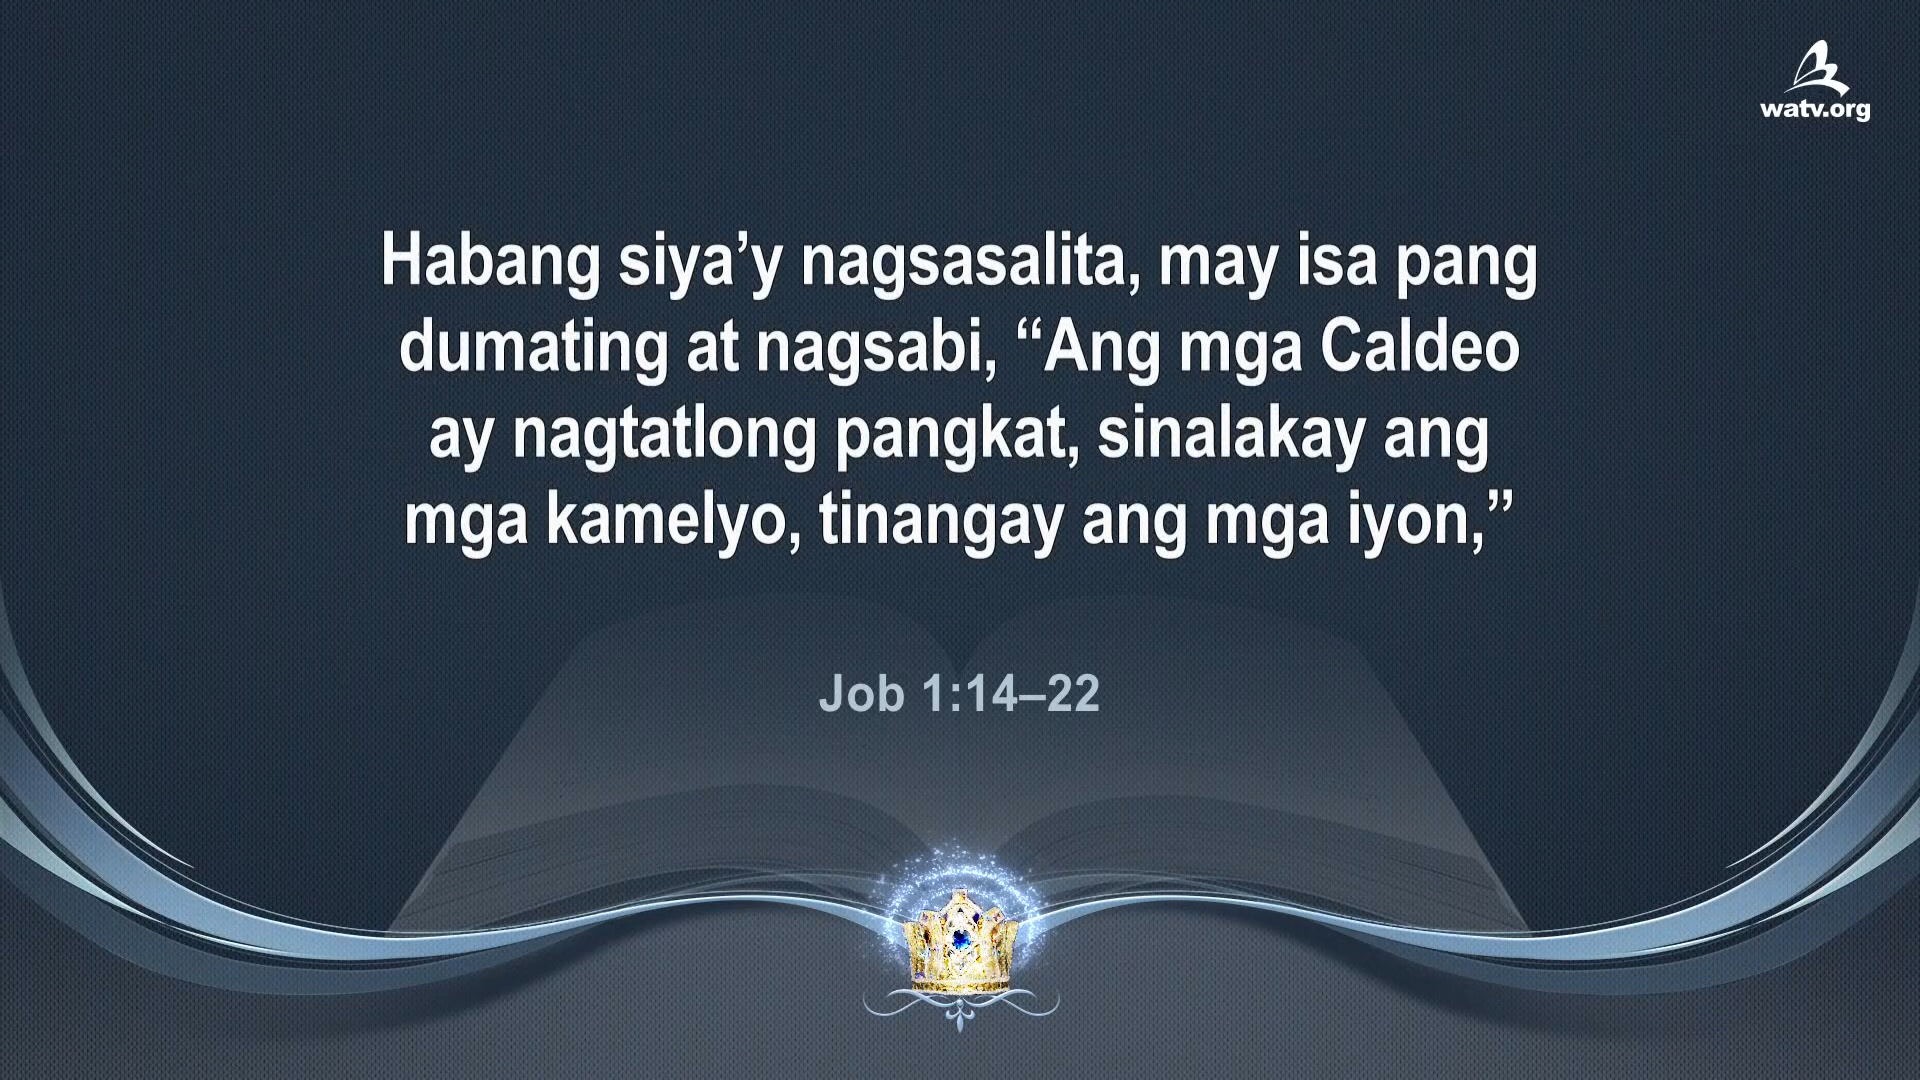 watv.org
Habang siya’y nagsasalita, may isa pang
dumating at nagsabi, “Ang mga Caldeo
ay nagtatlong pangkat, sinalakay ang
mga kamelyo, tinangay ang mga iyon,”
Job 1:14–22